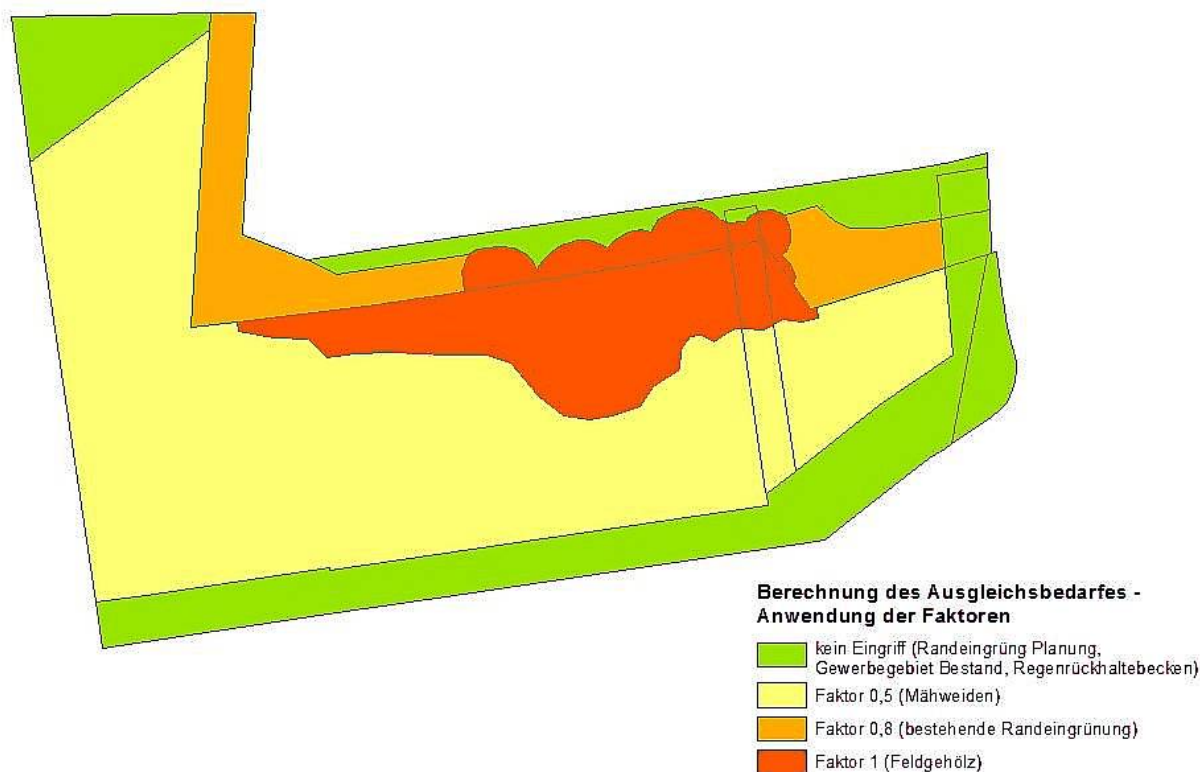 Berechnung des Ausgleichsbedarfes -
Anwendung der Faktoren
kein Eingriff (Randeingrüng Planung,
Gewerbegebiet Bestand, Regenrückhaltebecken)
Faktor 0,5 (Mähweiden)
Faktor 0,8 (bestehende Randeingrünung)
Faktor 1 (Feldgehölz)